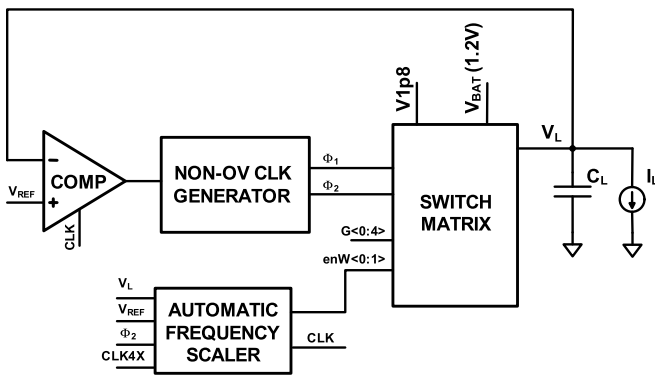 V1p8
VBAT (1.2V)
VL
COMP
-
+
VREF
CLK
NON-OV CLK
GENERATOR
Φ1
Φ2
SWITCH
MATRIX
CL
IL
G<0:4>
enW<0:1>
VL
VREF
Φ2
CLK4X
AUTOMATIC
FREQUENCY
SCALER
CLK